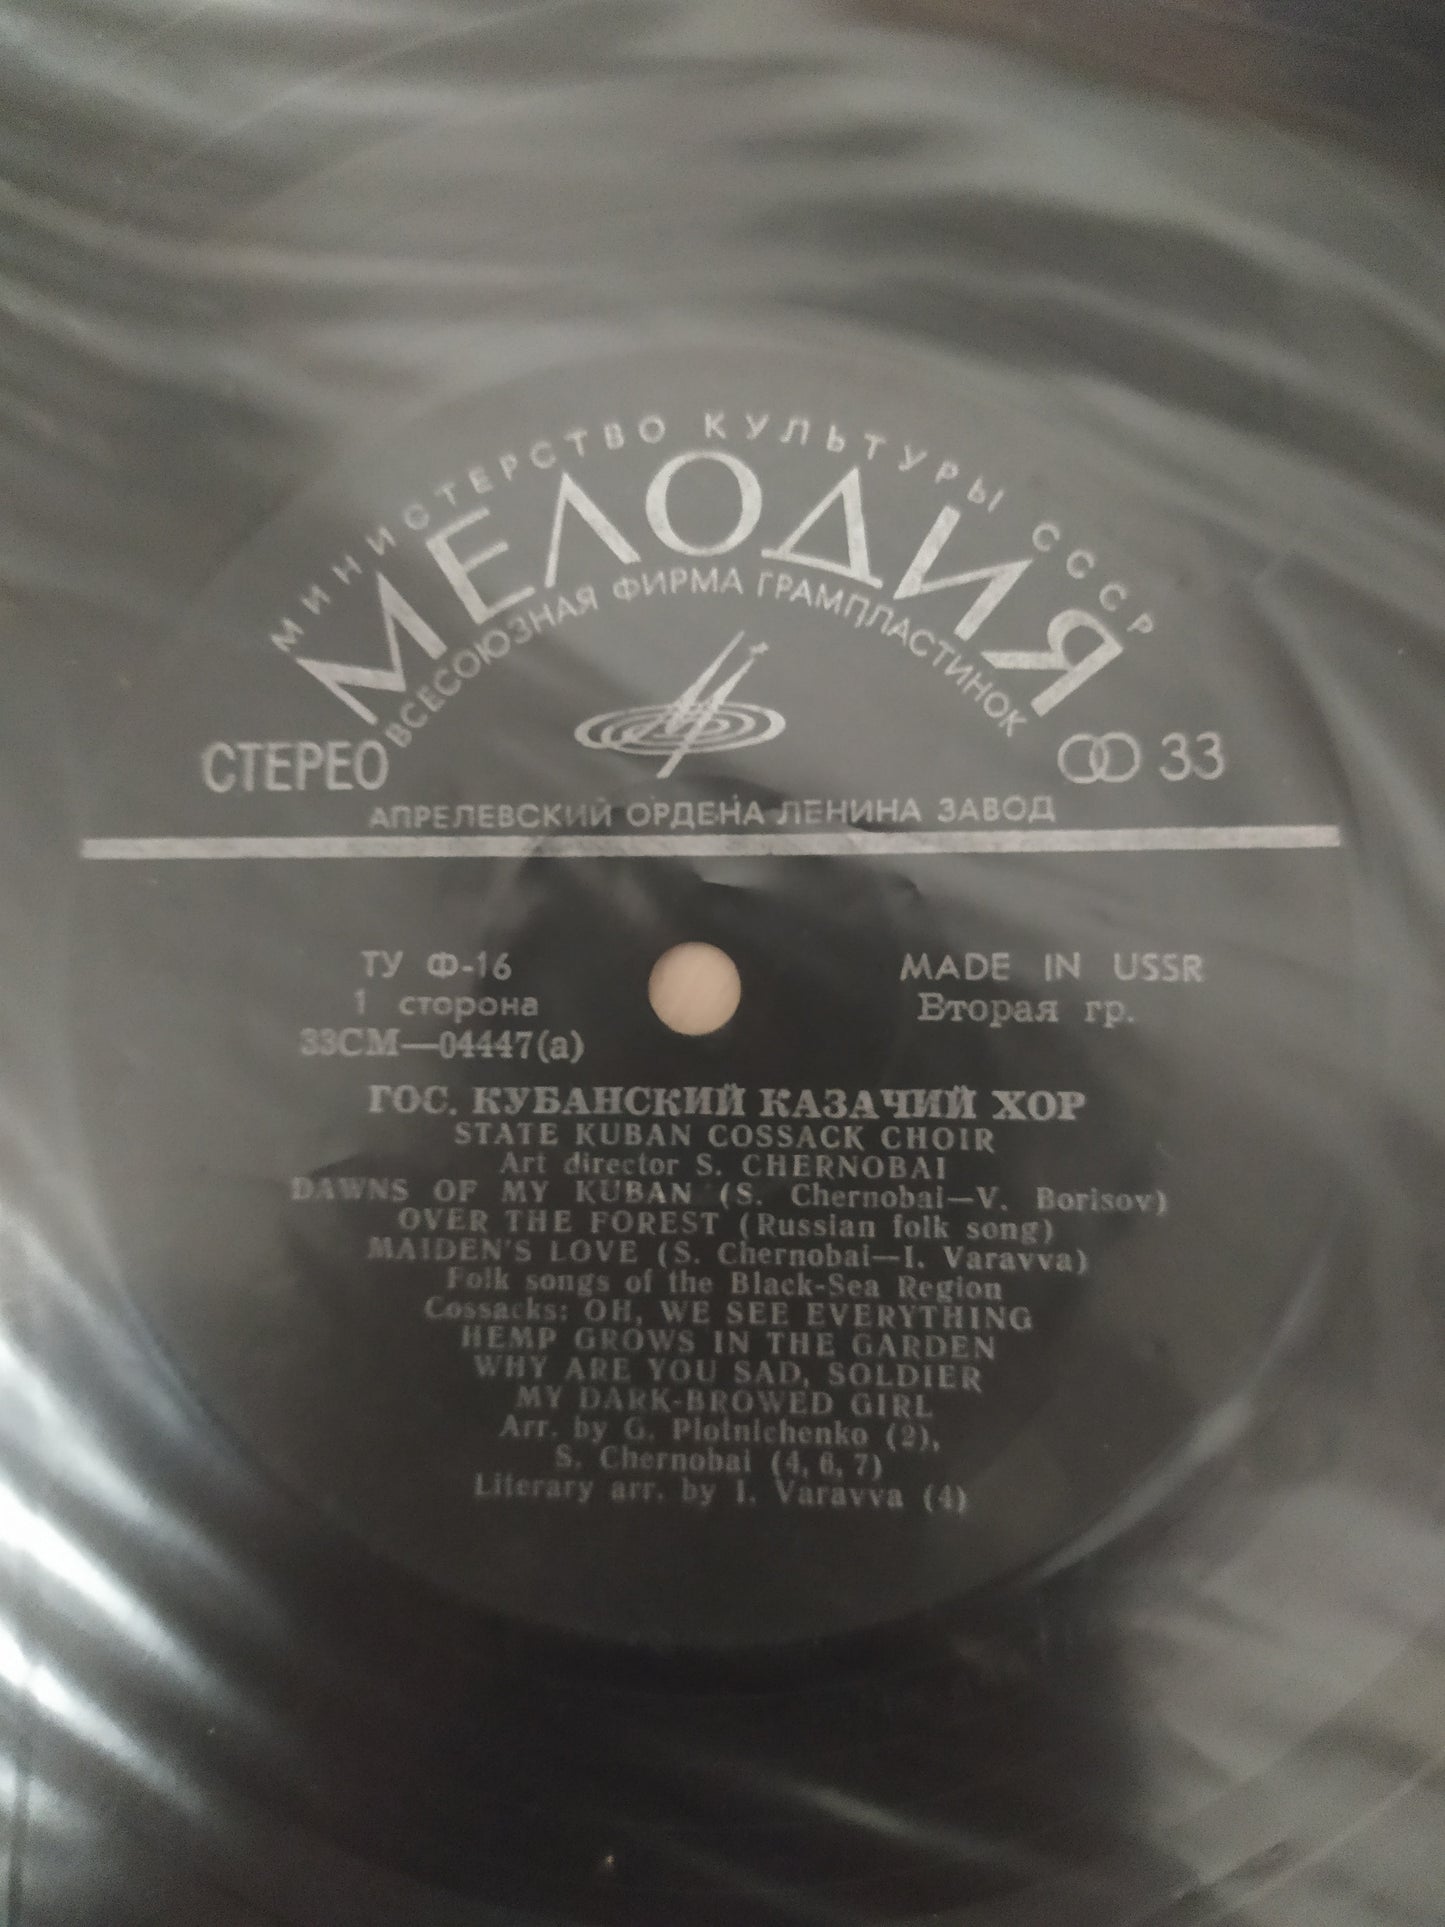 МИНИСТЕРСТВО КУЛЬТУРЫ СССР
МЕЛОДИЯ
ВСЕСОЮЗНАЯ ФИРМА ГРАМПЛАСТИНОК
СТЕРЕО
33
АПРЕЛЕВСКИЙ ОРДЕНА ЛЕНИНА ЗАВОД
ТУ Ф-16
1 сторона
33СМ—04447(а)
MADE IN USSR
Вторая гр.
ГОС. КУБАНСКИЙ КАЗАЧИЙ ХОР
STATE KUBAN COSSACK CHOIR
Art director S. CHERNOBAI
DAWNS OF MY KUBAN (S. Chernobai—V. Borisov)
OVER THE FOREST (Russian folk song)
MAIDEN'S LOVE (S. Chernobai—I. Varavva)
Folk songs of the Black-Sea Region
Cossacks: OH, WE SEE EVERYTHING
HEMP GROWS IN THE GARDEN
WHY ARE YOU SAD, SOLDIER
MY DARK-BROWED GIRL
Arr. by G. Plotnichenko (2),
S. Chernobai (4, 6, 7)
Literary arr. by I. Varavva (4)